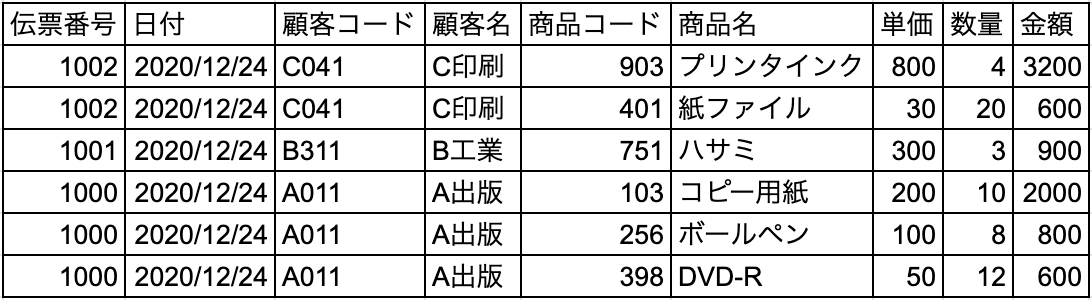 伝票番号 日付 顧客コード 顧客名 商品コード 商品名 単価 数量 金額
1002 2020/12/24 C041 C印刷 903 プリンタインク 800 4 3200
1002 2020/12/24 C041 C印刷 401 紙ファイル 30 20 600
1001 2020/12/24 B311 B工業 751 ハサミ 300 3 900
1000 2020/12/24 A011 A出版 103 コピー用紙 200 10 2000
1000 2020/12/24 A011 A出版 256 ボールペン 100 8 800
1000 2020/12/24 A011 A出版 398 DVD-R 50 12 600